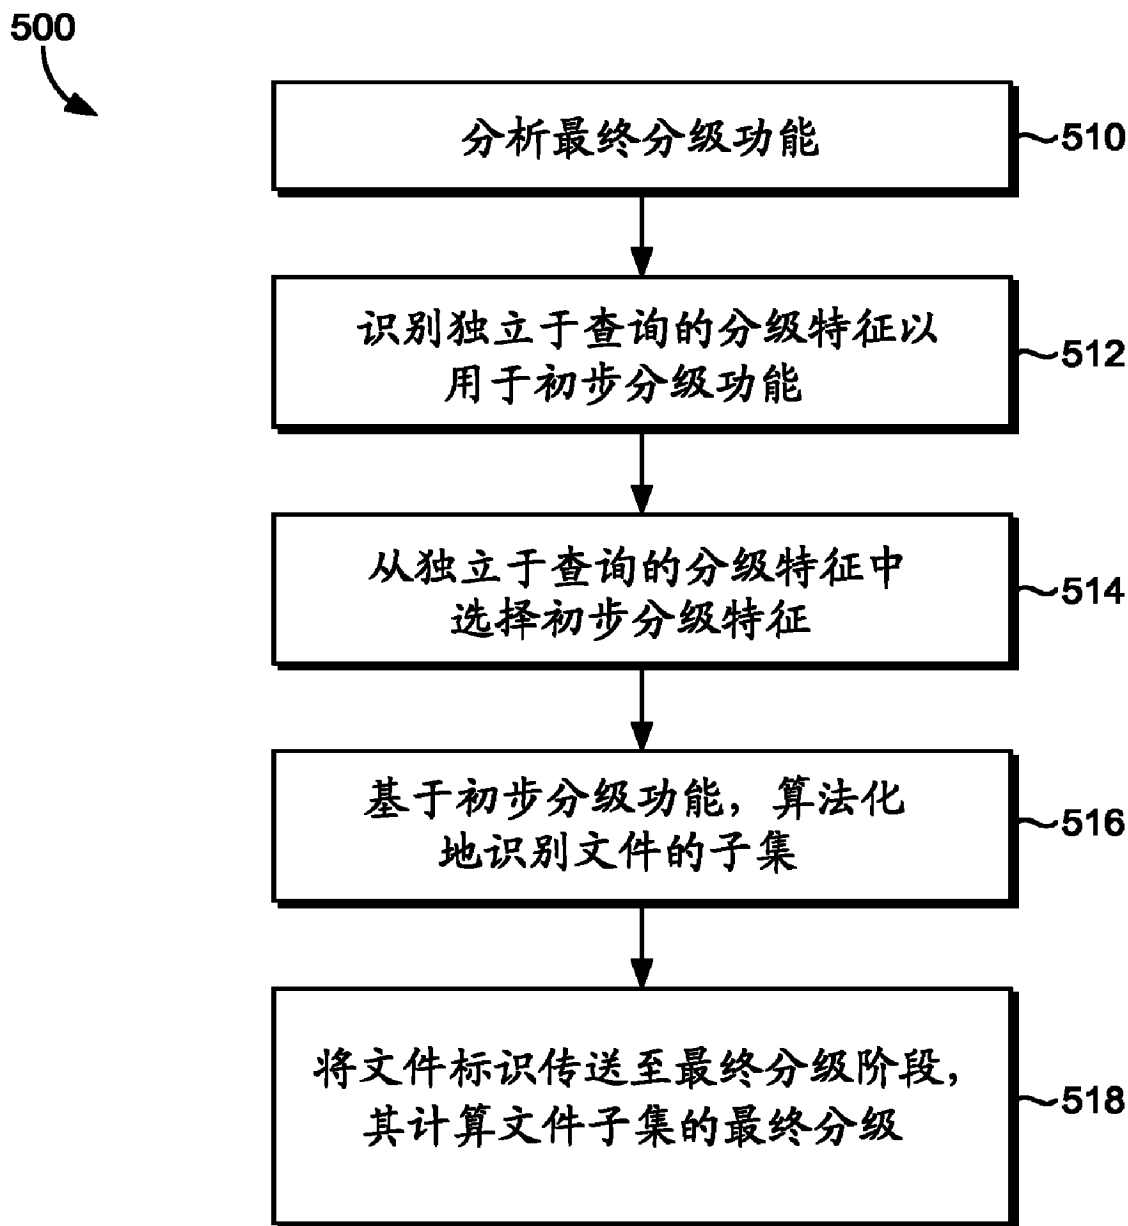 500
分析最终分级功能
510
识别独立于查询的分级特征以
用于初步分级功能
512
从独立于查询的分级特征中
选择初步分级特征
514
基于初步分级功能，算法化
地识别文件的子集
516
将文件标识传送至最终分级阶段，
其计算文件子集的最终分级
518